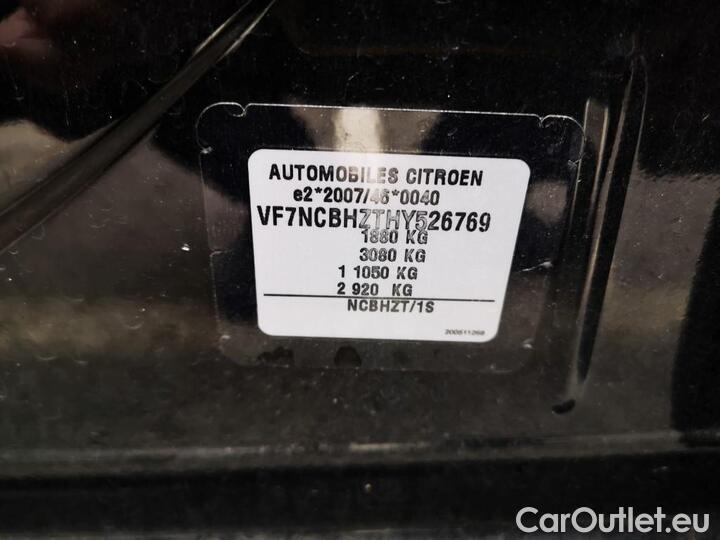 AUTOMOBILES CITROEN
e2*2007/46*0040
VF7NCBHZTHY526769
1880 KG
3080 KG
1 1050 KG
2 920 KG
NCBHZT/1S
200511268
CarOutlet.eu